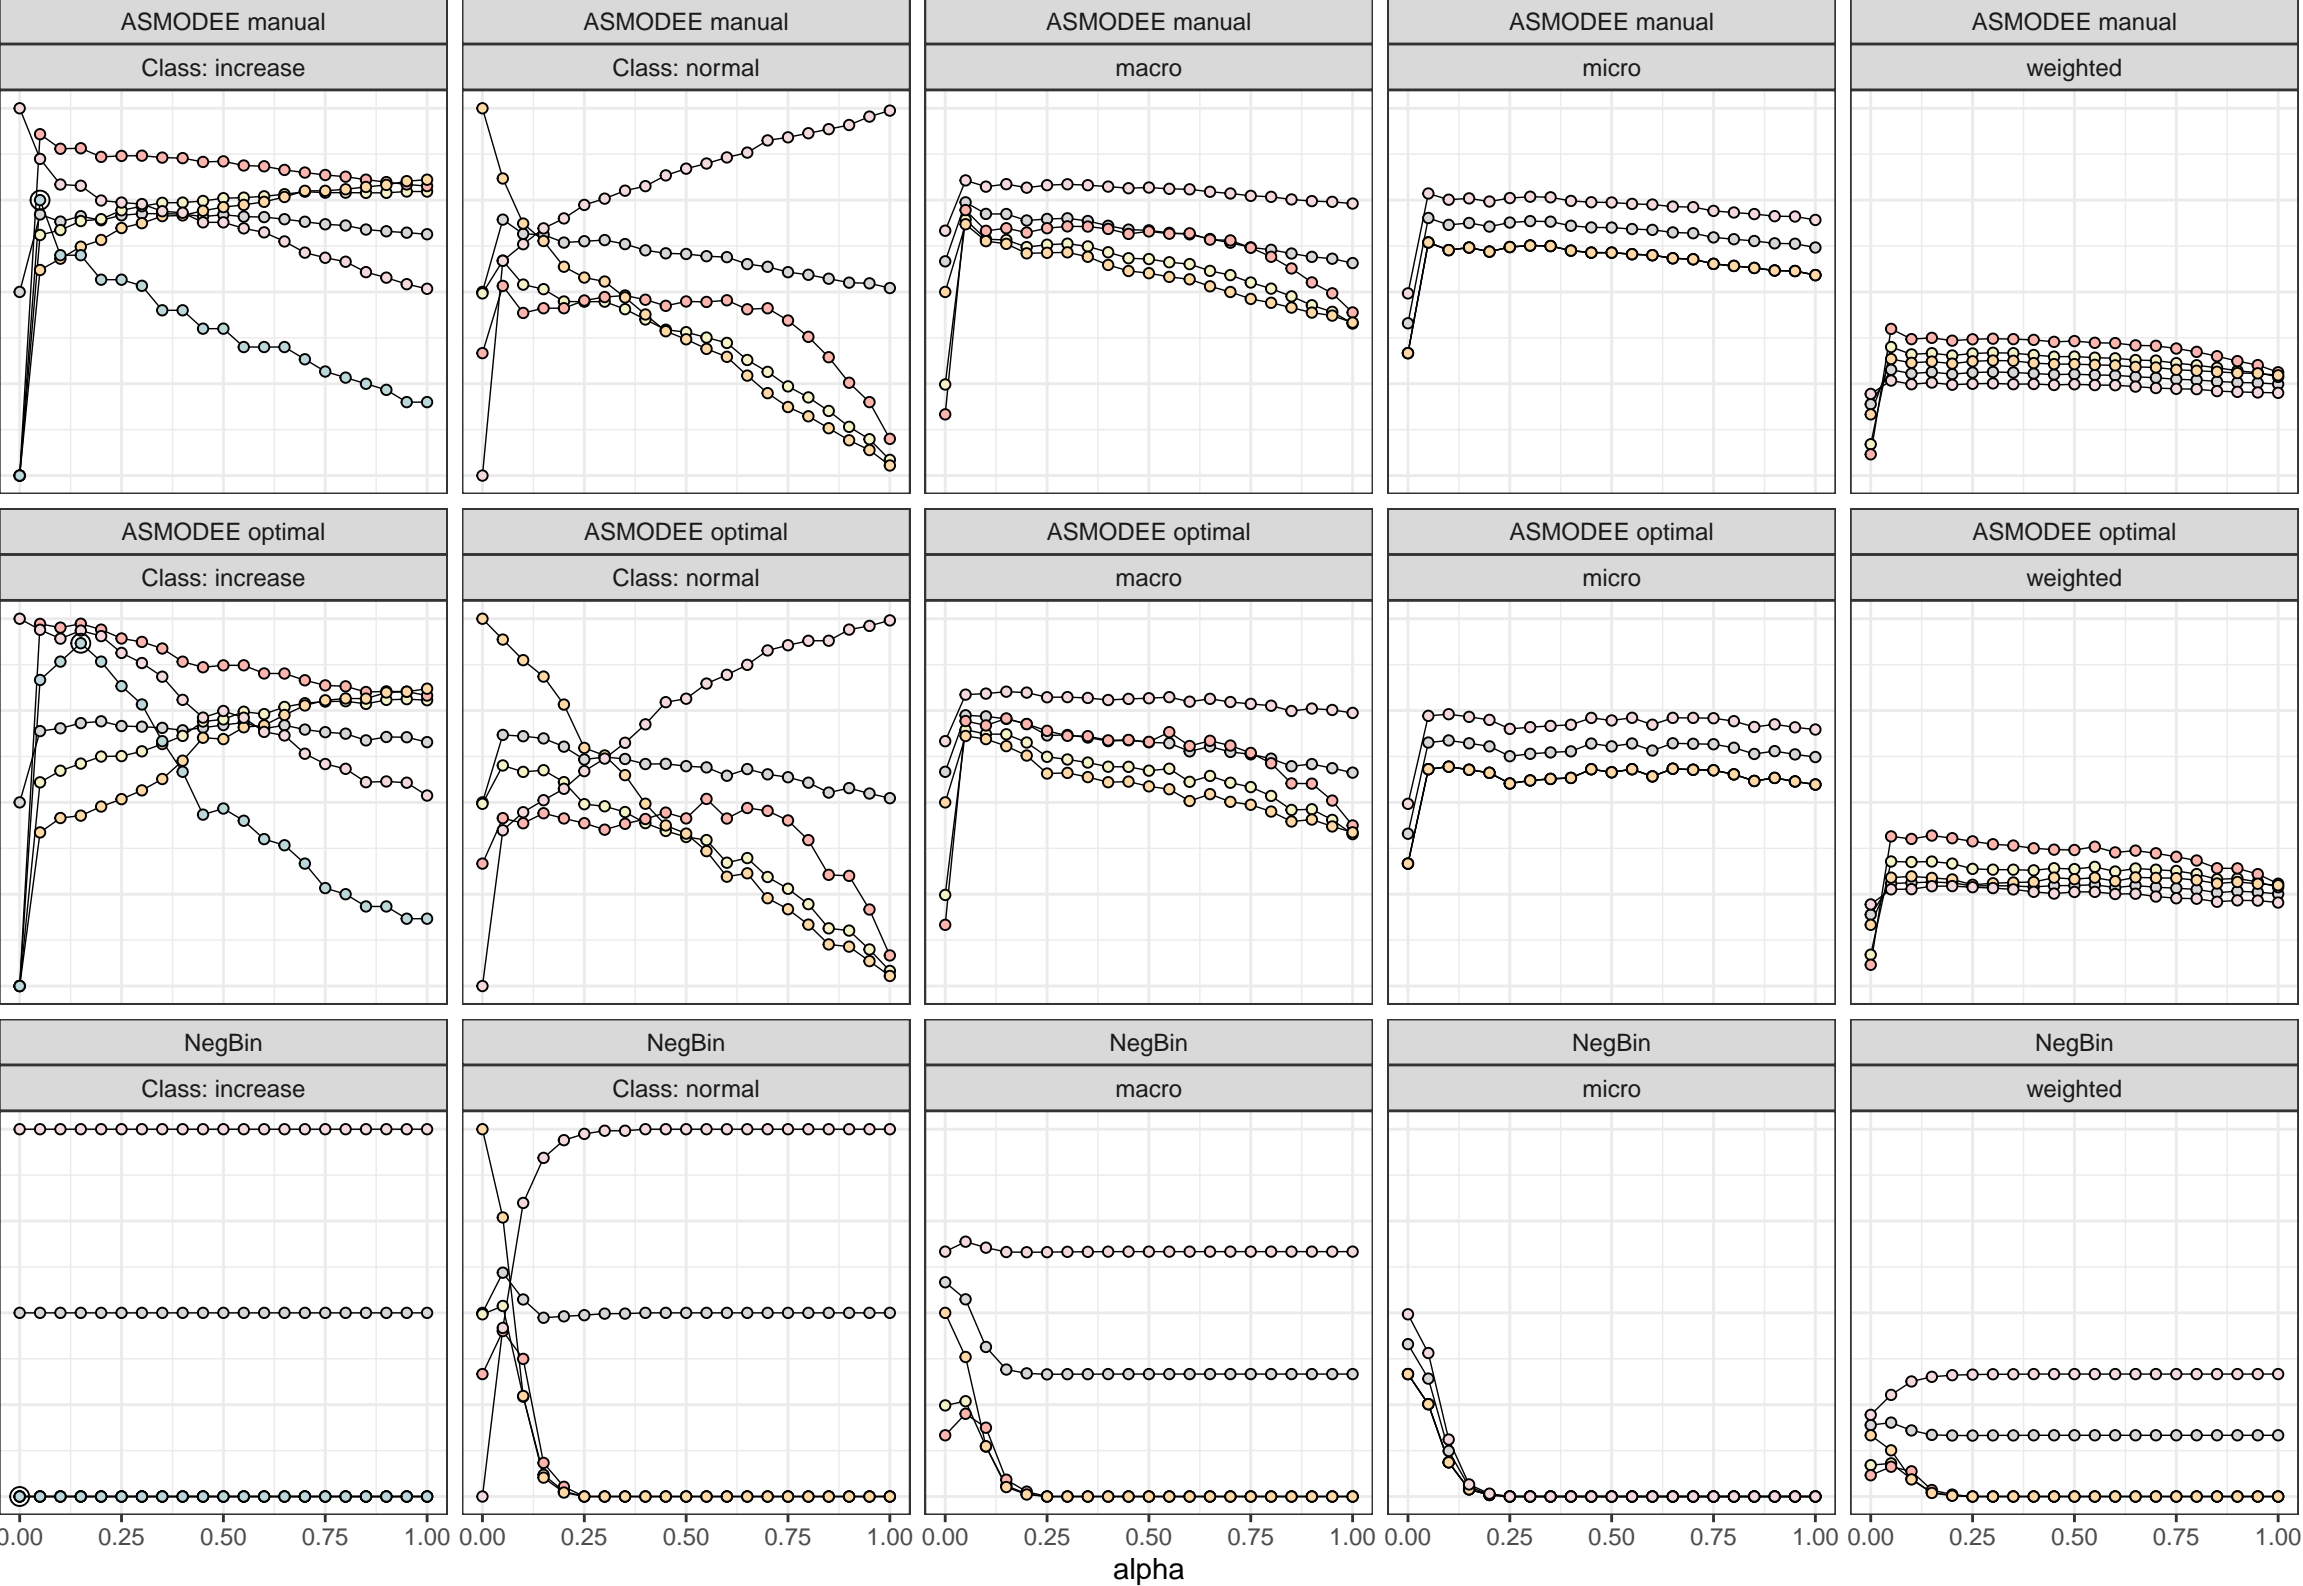 ASMODEE manual ASMODEE manual ASMODEE manual ASMODEE manual ASMODEE manual
Class: increase Class: normal macro micro weighted
ASMODEE optimal ASMODEE optimal ASMODEE optimal ASMODEE optimal ASMODEE optimal
Class: increase Class: normal macro micro weighted
NegBin NegBin NegBin NegBin NegBin
Class: increase Class: normal macro micro weighted
0.00 0.25 0.50 0.75 1.00 0.00 0.25 0.50 0.75 1.00 0.00 0.25 0.50 0.75 1.00 0.00 0.25 0.50 0.75 1.00 0.00 0.25 0.50 0.75 1.00
alpha